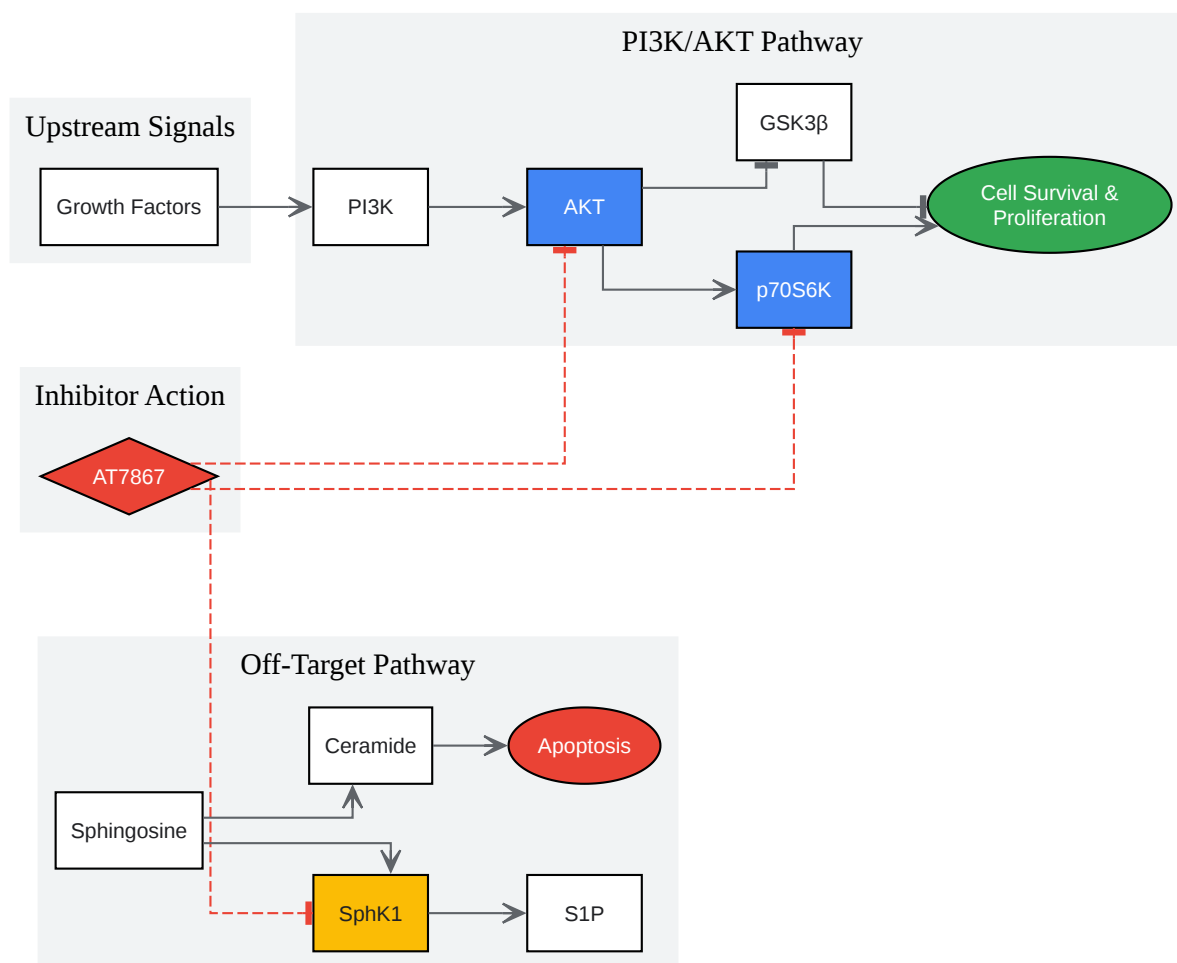 PI3K/AKT Pathway
GSK3β
Upstream Signals
Growth Factors
PI3K
AKT
Cell Survival &
Proliferation
p70S6K
Inhibitor Action
AT7867
Off-Target Pathway
Ceramide
Apoptosis
Sphingosine
SphK1
S1P